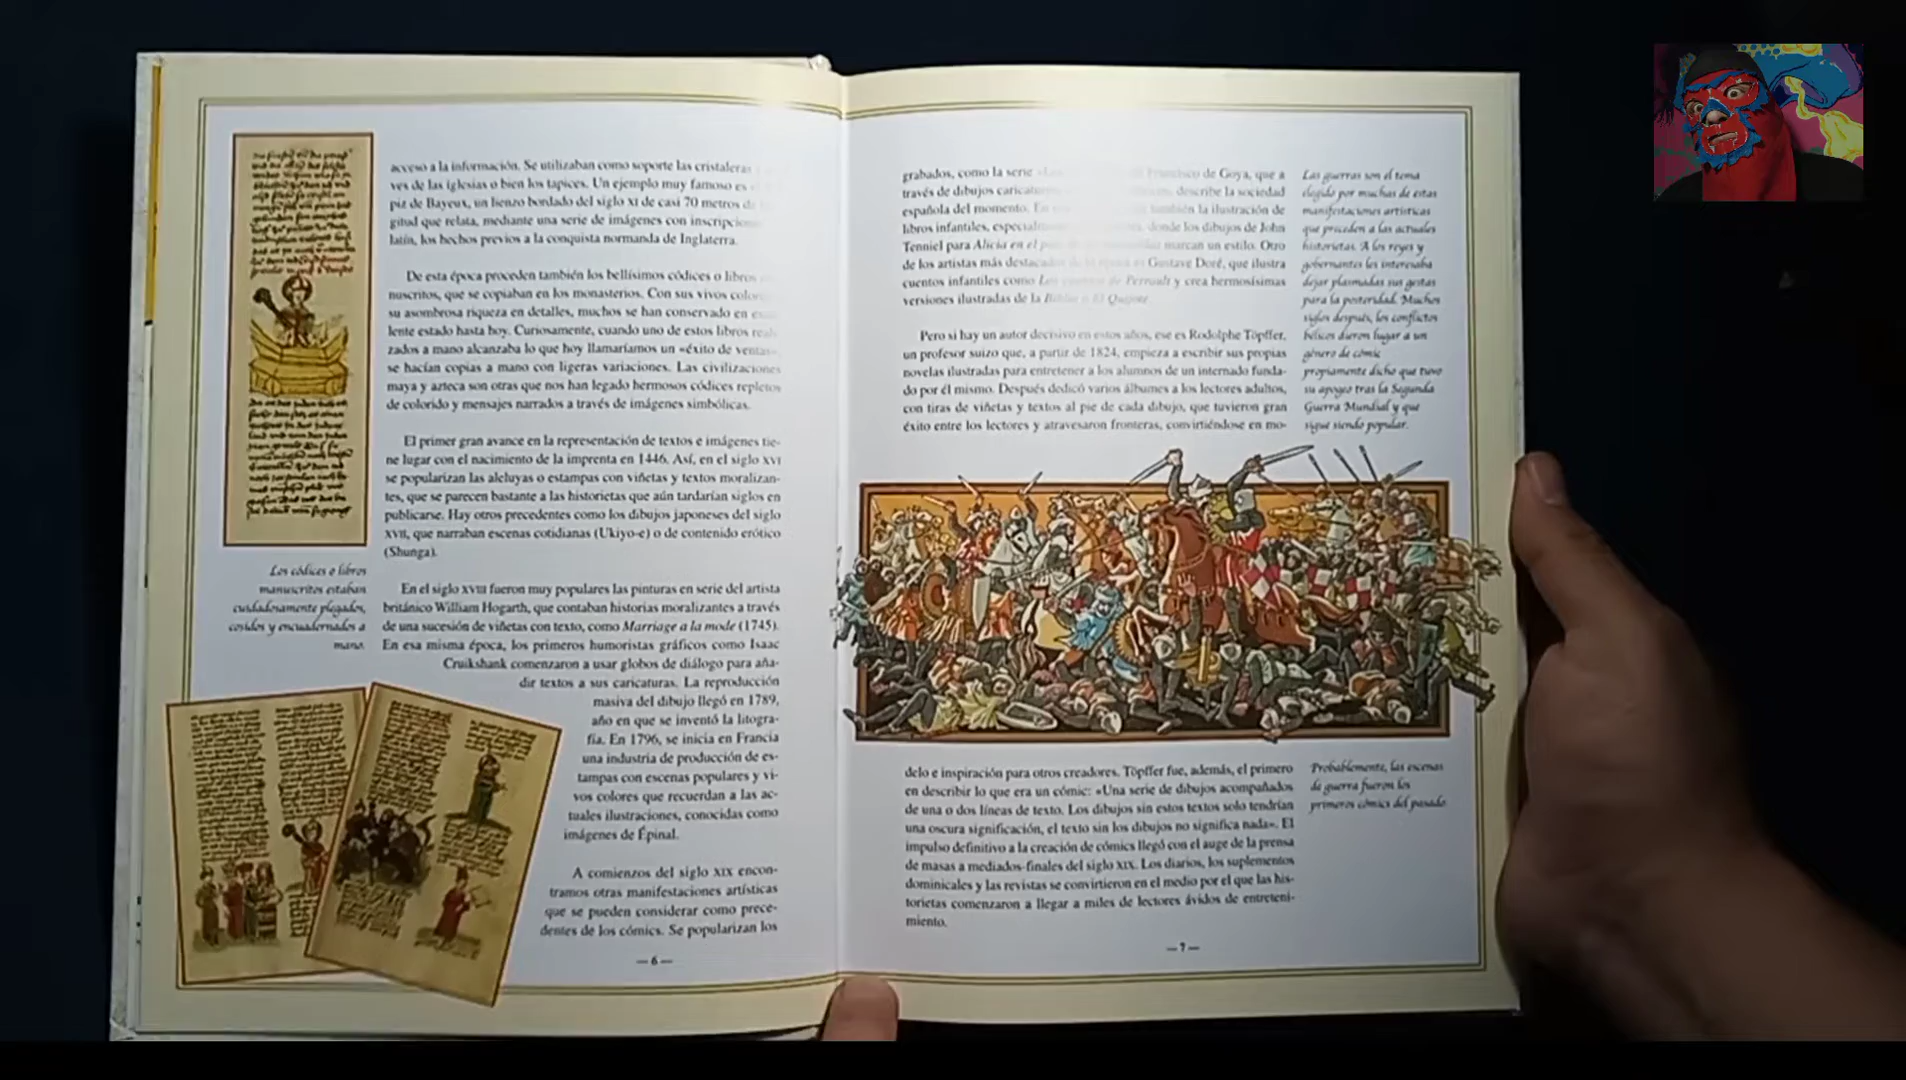 acceso a la información. Se utilizaban como soporte las cristaleras
ves de las iglesias o bien los tapices. Un ejemplo muy famoso es
piz de Bayeux, un lienzo bordado del siglo XI de casi 70 metros de
gitud que relata, mediante una serie de imágenes con inscripcion
latín, los hechos previos a la conquista normanda de Inglaterra.
De esta época proceden también los bellísimos códices o libros
nuscritos, que se copiaban en los monasterios. Con sus vivos color
su asombrosa riqueza en detalles, muchos se han conservado en
lente estado hasta hoy. Curiosamente, cuando uno de estos libros rea
zados a mano alcanzaba lo que hoy llamaríamos un «éxito de ventas»,
se hacían copias a mano con ligeras variaciones. Las civilizaciones
maya y azteca son otras que nos han legado hermosos códices repletos
de colorido y mensajes narrados a través de imágenes simbólicas.
El primer gran avance en la representación de textos e imágenes tie-
ne lugar con el nacimiento de la imprenta en 1446. Así, en el siglo XVI
se popularizan las aleluyas o estampas con viñetas y textos moralizan-
tes, que se parecen bastante a las historietas que aún tardarían siglos en
publicarse. Hay otros precedentes como los dibujos japoneses del siglo
XVII, que narraban escenas cotidianas (Ukiyo-e) o de contenido erótico
(Shunga).
Los códices o libros
manuscritos estaban
cuidadosamente plegados,
cosidos y encuadernados a
mano.
En el siglo XVIII fueron muy populares las pinturas en serie del artista
británico William Hogarth, que contaban historias moralizantes a través
de una sucesión de viñetas con texto, como Marriage a la mode (1745).
En esa misma época, los primeros humoristas gráficos como Isaac
Cruikshank comenzaron a usar globos de diálogo para aña-
dir textos a sus caricaturas. La reproducción
masiva del dibujo llegó en 1789,
año en que se inventó la litogra-
fía. En 1796, se inicia en Francia
una industria de producción de es-
tampas con escenas populares y vi-
vos colores que recuerdan a las ac-
tuales ilustraciones, conocidas como
imágenes de Épinal.
A comienzos del siglo XIX encon-
tramos otras manifestaciones artísticas
que se pueden considerar como prece-
dentes de los cómics. Se popularizan los
— 6 —
grabados, como la serie de Goya, que a
través de dibujos describe la sociedad
española del momento. En también la ilustración de
libros infantiles, donde los dibujos de John
Tenniel para Alicia en el marcan un estilo. Otro
de los artistas más Gustave Doré, que ilustra
cuentos infantiles como Los cuentos de Perrault y crea hermosísimas
versiones ilustradas de la Biblia o El Quijote.
Pero si hay un autor decisivo en estos años, ese es Rodolphe Töpffer,
un profesor suizo que, a partir de 1824, empieza a escribir sus propias
novelas ilustradas para entretener a los alumnos de un internado funda-
do por él mismo. Después dedicó varios álbumes a los lectores adultos,
con tiras de viñetas y textos al pie de cada dibujo, que tuvieron gran
éxito entre los lectores y atravesaron fronteras, convirtiéndose en mo-
Las guerras son el tema
elegido por muchas de estas
manifestaciones artísticas
que preceden a las actuales
historietas. A los reyes y
gobernantes les interesaba
dejar plasmadas sus gestas
para la posteridad. Muchos
siglos después, los conflictos
bélicos dieron lugar a un
género de cómic
propiamente dicho que tuvo
su apogeo tras la Segunda
Guerra Mundial y que
sigue siendo popular.
delo e inspiración para otros creadores. Töpffer fue, además, el primero
en describir lo que era un cómic: «Una serie de dibujos acompañados
de una o dos líneas de texto. Los dibujos sin estos textos solo tendrían
una oscura significación, el texto sin los dibujos no significa nada». El
impulso definitivo a la creación de cómics llegó con el auge de la prensa
de masas a mediados-finales del siglo XIX. Los diarios, los suplementos
dominicales y las revistas se convirtieron en el medio por el que las his-
torietas comenzaron a llegar a miles de lectores ávidos de entreteni-
miento.
Probablemente, las escenas
de guerra fueron los
primeros cómics del pasado
— 7 —